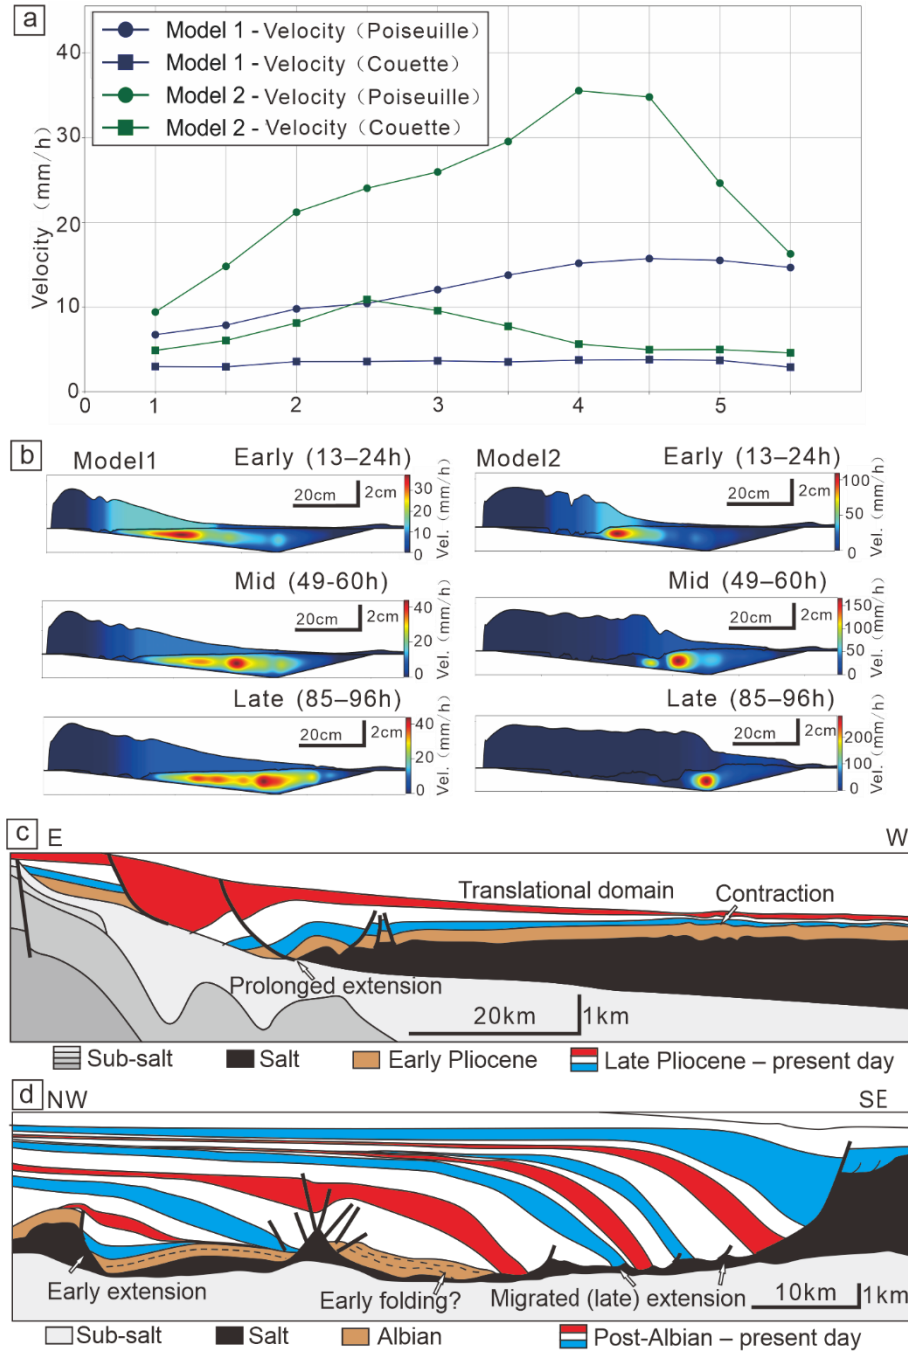 a
Model 1 - Velocity（Poiseuille）
Model 1 - Velocity（Couette）
Model 2 - Velocity（Poiseuille）
Model 2 - Velocity（Couette）
Velocity（mm/h）
40
30
20
10
0
0 1 2 3 4 5
b
Model1 Early (13–24h)
20cm 2cm
30
20
10
0
Vel.（mm/h）
Model2 Early (13–24h)
20cm 2cm
100
50
0
Vel.（mm/h）
Mid (49-60h)
20cm 2cm
40
20
0
Vel.（mm/h）
Mid (49–60h)
20cm 2cm
150
100
50
0
Vel.（mm/h）
Late (85–96h)
20cm 2cm
40
20
0
Vel.（mm/h）
Late (85–96h)
20cm 2cm
200
100
0
Vel.（mm/h）
c E W
Translational domain
Contraction
Prolonged extension
20km 1km
Sub-salt Salt Early Pliocene Late Pliocene – present day
d NW SE
Early extension
Early folding?
Migrated (late) extension
10km 1km
Sub-salt Salt Albian Post-Albian – present day